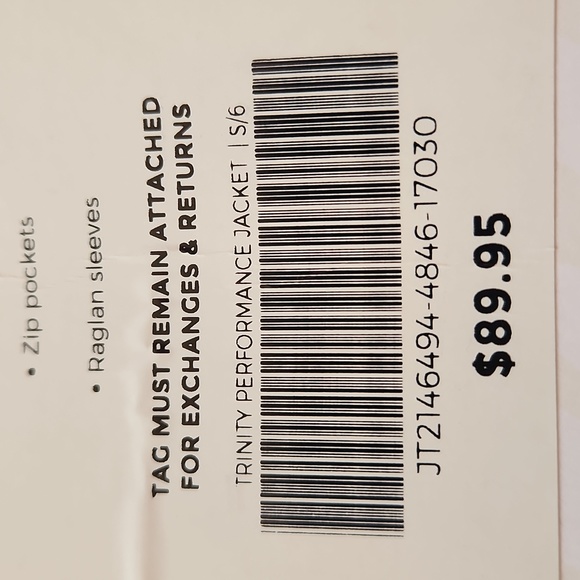 • Zip pockets
• Raglan sleeves
TAG MUST REMAIN ATTACHED
FOR EXCHANGES & RETURNS
TRINITY PERFORMANCE JACKET | S/6
JT2146494-4846-17030
$89.95